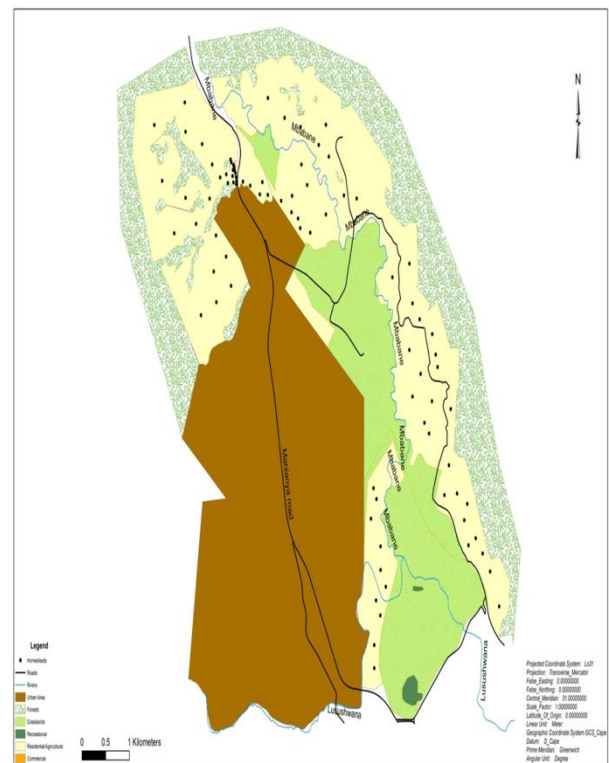 N
Mbabane
Mbabane
Mbabane
Mbabane
Mbabane
Mbabane
Mbabane
Mahlanya road
Lusushwana
Lusushwana
Legend
Homesteads
Roads
Rivers
Urban Area
Forests
Grasslands
Recreational
Residential/Agricultural
Commercial
0 0.5 1 Kilometers
Projected Coordinate System: Lo31
Projection: Transverse_Mercator
False_Easting: 0.00000000
False_Northing: 0.00000000
Central_Meridian: 31.00000000
Scale_Factor: 1.00000000
Latitude_Of_Origin: 0.00000000
Linear Unit: Meter
Geographic Coordinate System: GCS_Cape
Datum: D_Cape
Prime Meridian: Greenwich
Angular Unit: Degree